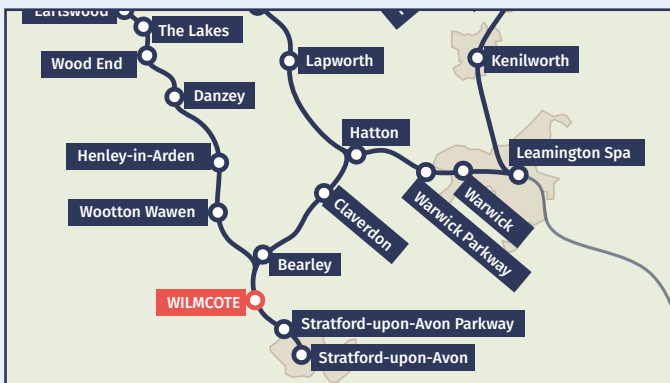 Earlswood
The Lakes
Wood End
Lapworth
Kenilworth
Danzey
Hatton
Henley-in-Arden
Leamington Spa
Wootton Wawen
Claverdon
Warwick Parkway
Warwick
Bearley
WILMCOTE
Stratford-upon-Avon Parkway
Stratford-upon-Avon